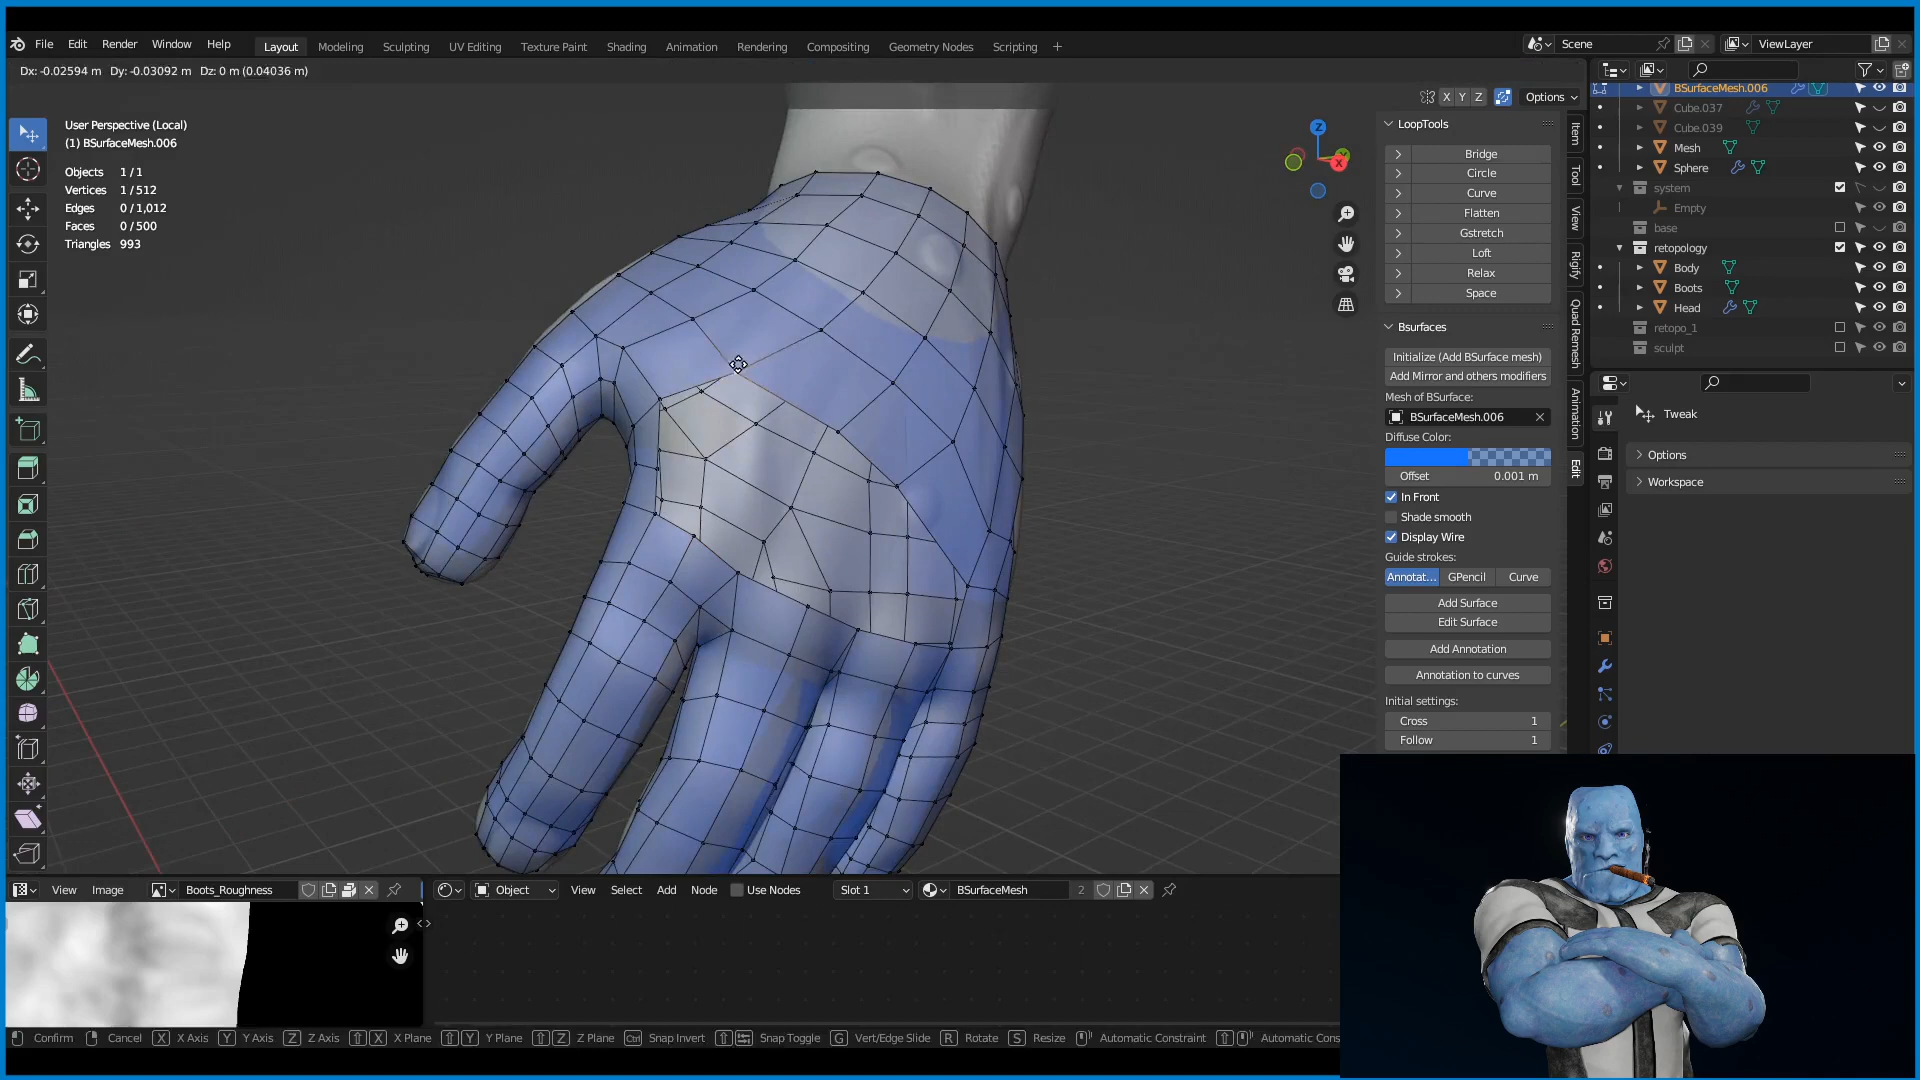 File Edit Render Window Help Layout Modeling Sculpting UV Editing Texture Paint Shading Animation Rendering Compositing Geometry Nodes Scripting + Scene ViewLayer
Dx: -0.02594 m Dy: -0.03092 m Dz: 0 m (0.04036 m)
X Y Z Options
User Perspective (Local)
(1) BSurfaceMesh.006
Objects 1 / 1
Vertices 1 / 512
Edges 0 / 1,012
Faces 0 / 500
Triangles 993
Z
X
LoopTools
Bridge
Circle
Curve
Flatten
Gstretch
Loft
Relax
Space
Bsurfaces
Initialize (Add BSurface mesh)
Add Mirror and others modifiers
Mesh of BSurface:
BSurfaceMesh.006
Diffuse Color:
Offset 0.001 m
In Front
Shade smooth
Display Wire
Guide strokes:
Annotat... GPencil Curve
Add Surface
Edit Surface
Add Annotation
Annotation to curves
Initial settings:
Cross 1
Follow 1
Item
Tool
View
Rigify
Quad Remesh
Animation
Edit
BSurfaceMesh.006
Cube.037
Cube.039
Mesh
Sphere
system
Empty
base
retopology
Body
Boots
Head
retopo_1
sculpt
Tweak
Options
Workspace
View Image Boots_Roughness
Object View Select Add Node Use Nodes Slot 1 BSurfaceMesh 2
Confirm Cancel X X Axis Y Y Axis Z Z Axis X X Plane Y Y Plane Z Z Plane Ctrl Snap Invert Snap Toggle G Vert/Edge Slide R Rotate S Resize Automatic Constraint Automatic Cons